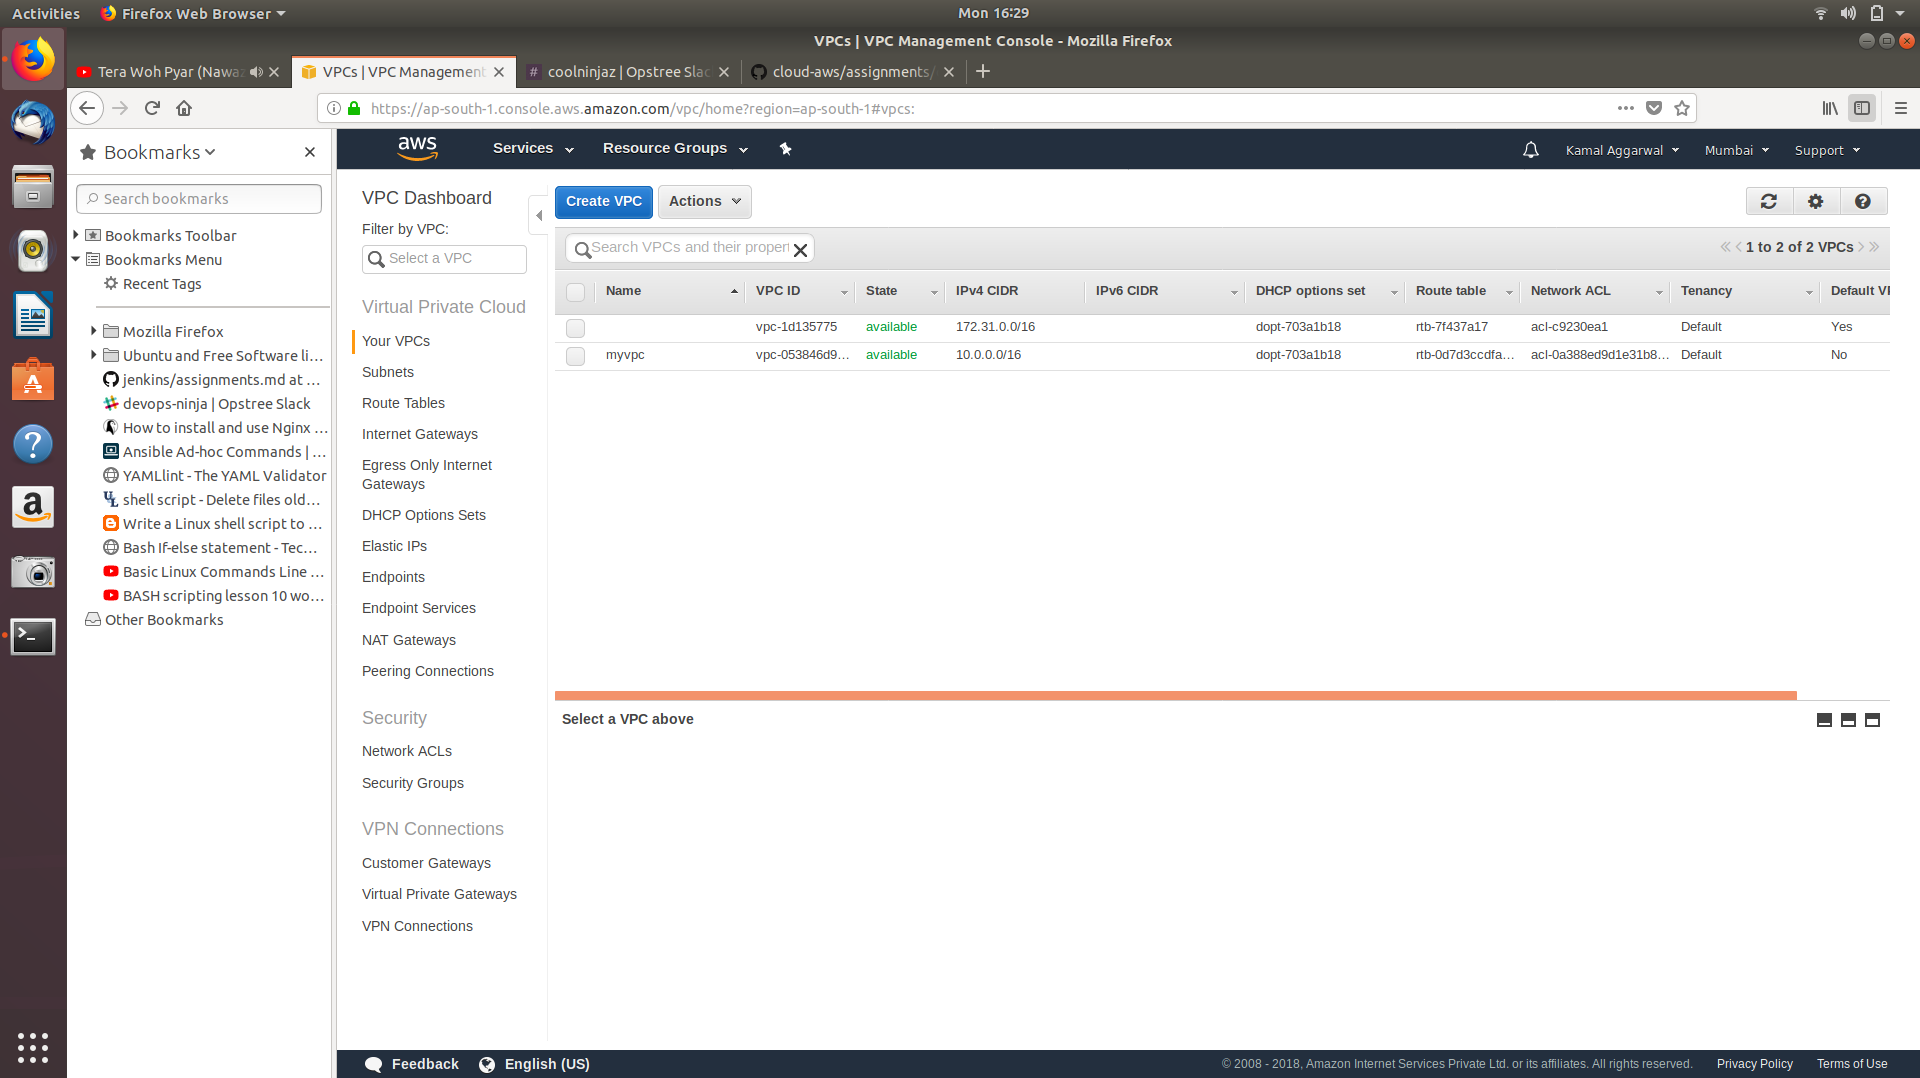 Activities
Firefox Web Browser
Mon 16:29
VPCs | VPC Management Console - Mozilla Firefox
Tera Woh Pyar (Nawaz
VPCs | VPC Management
coolninjaz | Opstree Slac
cloud-aws/assignments/
https://ap-south-1.console.aws.amazon.com/vpc/home?region=ap-south-1#vpcs:
Bookmarks
Search bookmarks
Bookmarks Toolbar
Bookmarks Menu
Recent Tags
Mozilla Firefox
Ubuntu and Free Software li...
jenkins/assignments.md at ...
devops-ninja | Opstree Slack
How to install and use Nginx ...
Ansible Ad-hoc Commands | ...
YAMLlint - The YAML Validator
shell script - Delete files old...
Write a Linux shell script to ...
Bash If-else statement - Tec...
Basic Linux Commands Line ...
BASH scripting lesson 10 wo...
Other Bookmarks
aws
Services
Resource Groups
Kamal Aggarwal
Mumbai
Support
VPC Dashboard
Filter by VPC:
Select a VPC
Virtual Private Cloud
Your VPCs
Subnets
Route Tables
Internet Gateways
Egress Only Internet
Gateways
DHCP Options Sets
Elastic IPs
Endpoints
Endpoint Services
NAT Gateways
Peering Connections
Security
Network ACLs
Security Groups
VPN Connections
Customer Gateways
Virtual Private Gateways
VPN Connections
Create VPC
Actions
Search VPCs and their propert
1 to 2 of 2 VPCs
Name VPC ID State IPv4 CIDR IPv6 CIDR DHCP options set Route table Network ACL Tenancy Default VP
vpc-1d135775 available 172.31.0.0/16 dopt-703a1b18 rtb-7f437a17 acl-c9230ea1 Default Yes
myvpc vpc-053846d9... available 10.0.0.0/16 dopt-703a1b18 rtb-0d7d3ccdfa... acl-0a388ed9d1e31b8... Default No
Select a VPC above
Feedback
English (US)
© 2008 - 2018, Amazon Internet Services Private Ltd. or its affiliates. All rights reserved.
Privacy Policy
Terms of Use